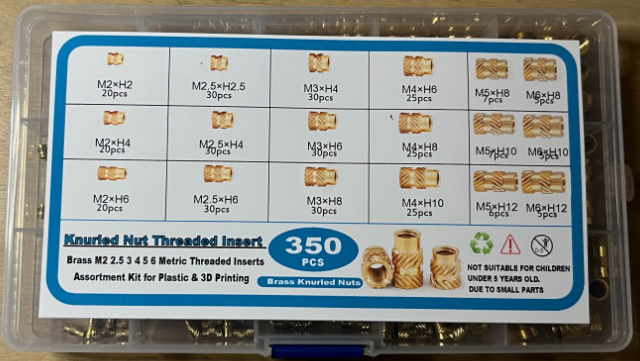 M2×H2 M2.5×H2.5 M3×H4 M4×H6 M5×H8 M6×H8
20pcs 30pcs 30pcs 25pcs 7pcs 5pcs
M2×H4 M2.5×H4 M3×H6 M4×H8 M5×H10 M6×H10
20pcs 30pcs 30pcs 25pcs 7pcs 5pcs
M2×H6 M2.5×H6 M3×H8 M4×H10 M5×H12 M6×H12
20pcs 30pcs 30pcs 25pcs 6pcs 5pcs
Knurled Nut Threaded Insert
Brass M2 2.5 3 4 5 6 Metric Threaded Inserts
Assortment Kit for Plastic & 3D Printing
350
PCS
Brass Knurled Nuts
NOT SUITABLE FOR CHILDREN
UNDER 5 YEARS OLD.
DUE TO SMALL PARTS